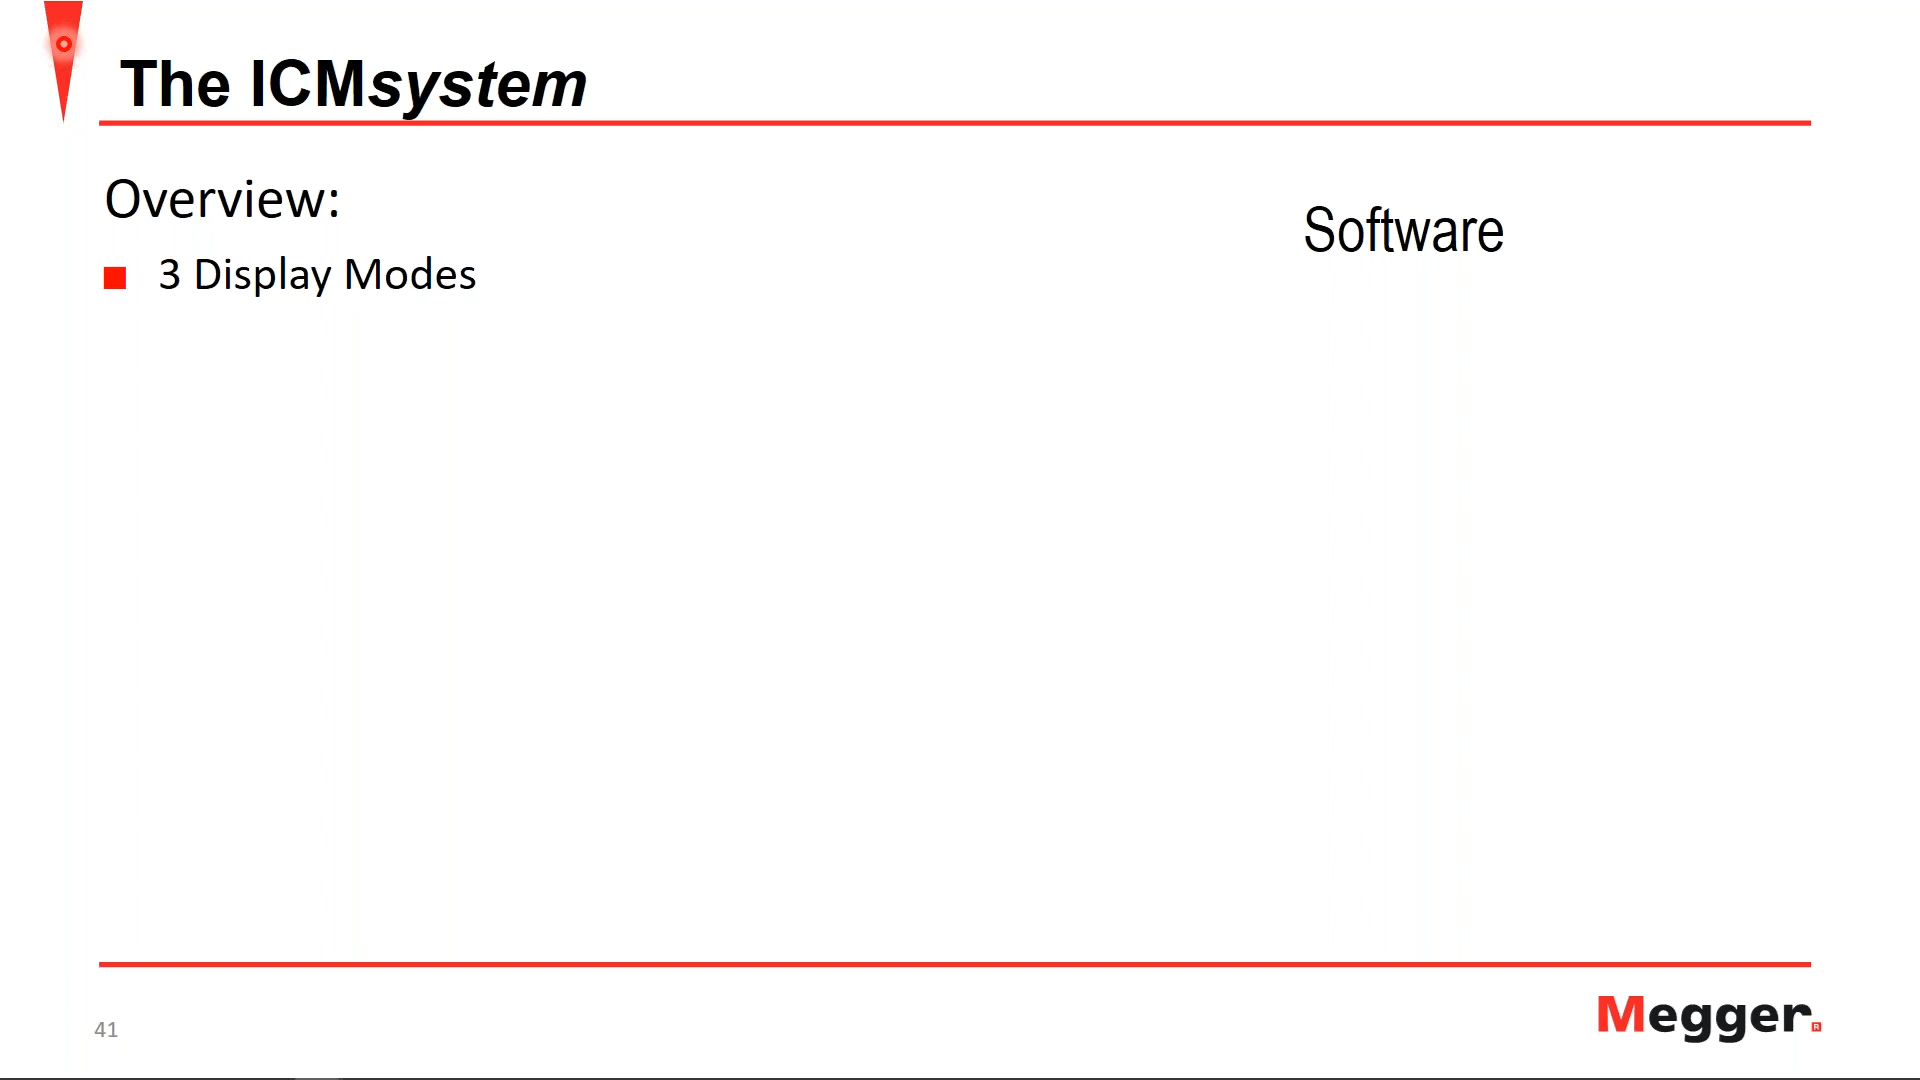 The ICMsystem
Overview:
Software
3 Display Modes
41
Megger